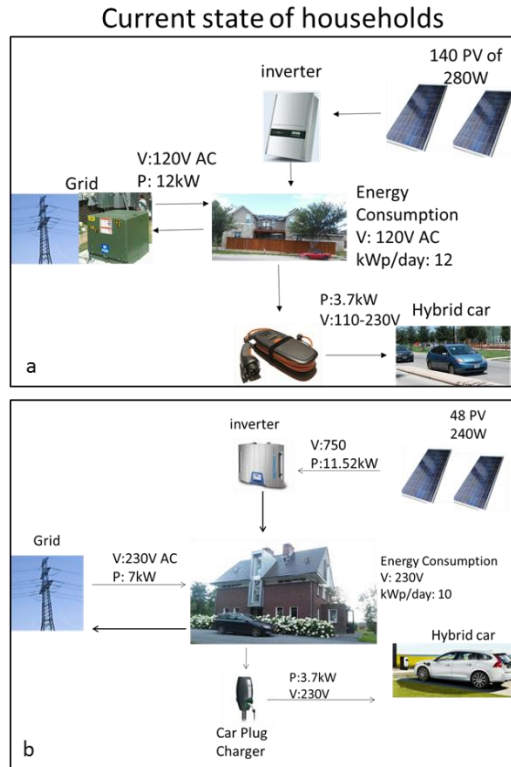 Current state of households
140 PV of
280W
inverter
V:120V AC
P: 12kW
Grid
Energy
Consumption
V: 120V AC
kWp/day: 12
P:3.7kW
V:110-230V
Hybrid car
a
48 PV
240W
inverter
V:750
P:11.52kW
Grid
V:230V AC
P: 7kW
Energy Consumption
V: 230V
kWp/day: 10
Hybrid car
P:3.7kW
V:230V
Car Plug
Charger
b